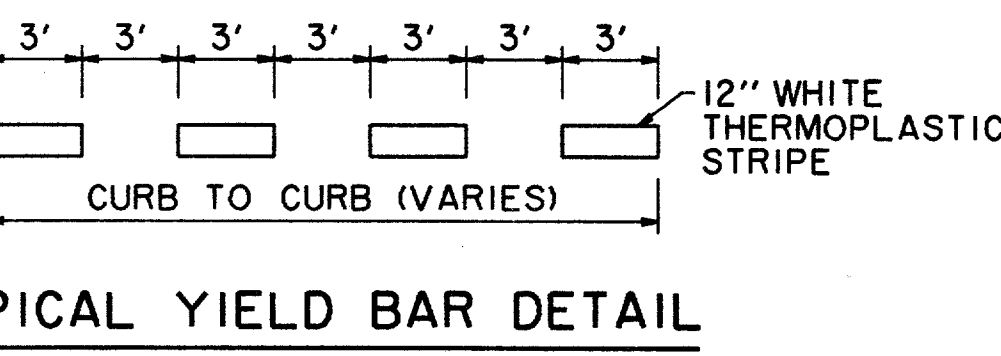 3' 3' 3' 3' 3' 3' 3'
12" WHITE
THERMOPLASTIC
STRIPE
CURB TO CURB (VARIES)
PICAL YIELD BAR DETAIL